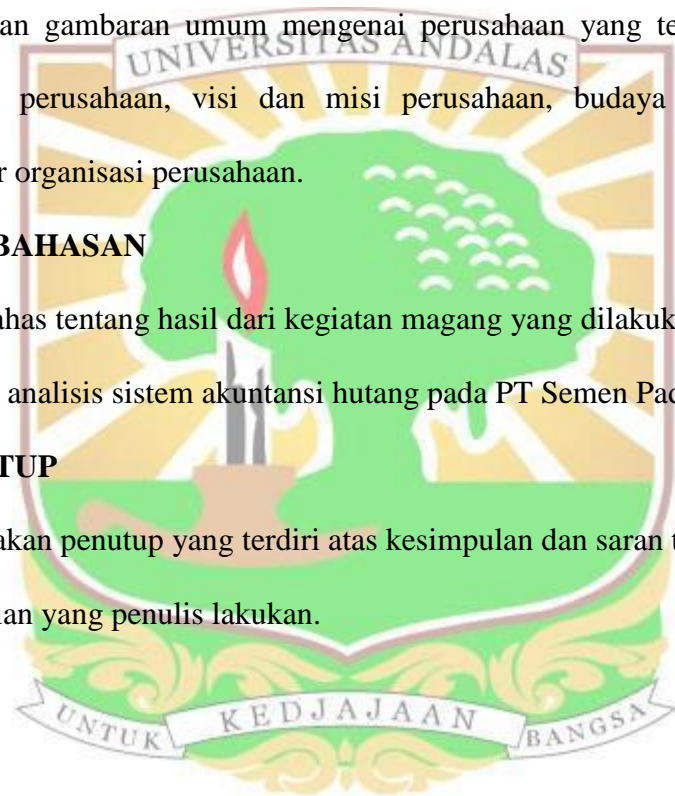 an gambaran umum mengenai perusahaan yang te
UNIVERSITAS ANDALAS
perusahaan, visi dan misi perusahaan, budaya
r organisasi perusahaan.
BAHASAN
ahas tentang hasil dari kegiatan magang yang dilakuk
analisis sistem akuntansi hutang pada PT Semen Pad
TUP
akan penutup yang terdiri atas kesimpulan dan saran t
an yang penulis lakukan.
UNTUK KEDJAJAAN BANGSA